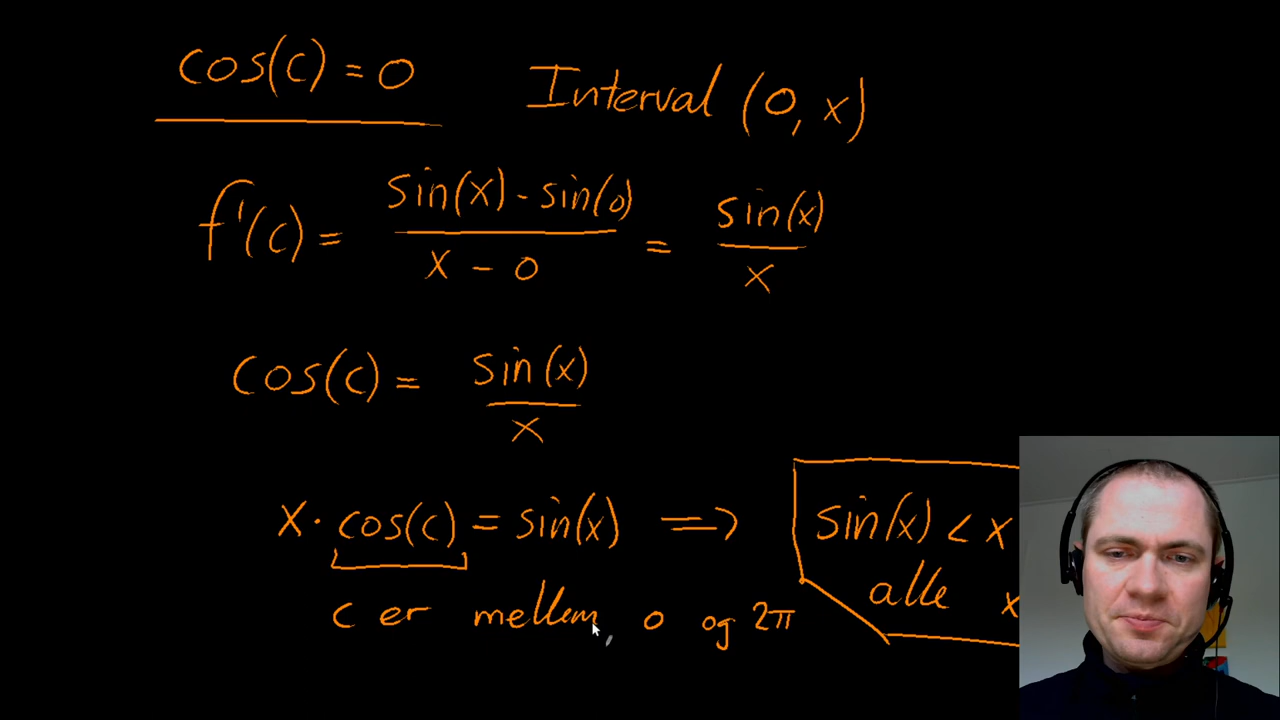 cos(c) = 0 Interval (0, x)
f'(c) = (sin(x) - sin(0))/(x - 0) = sin(x)/x
cos(c) = sin(x)/x
x · cos(c) = sin(x) ⟹ sin(x) < x
alle x
c er mellem 0 og 2π